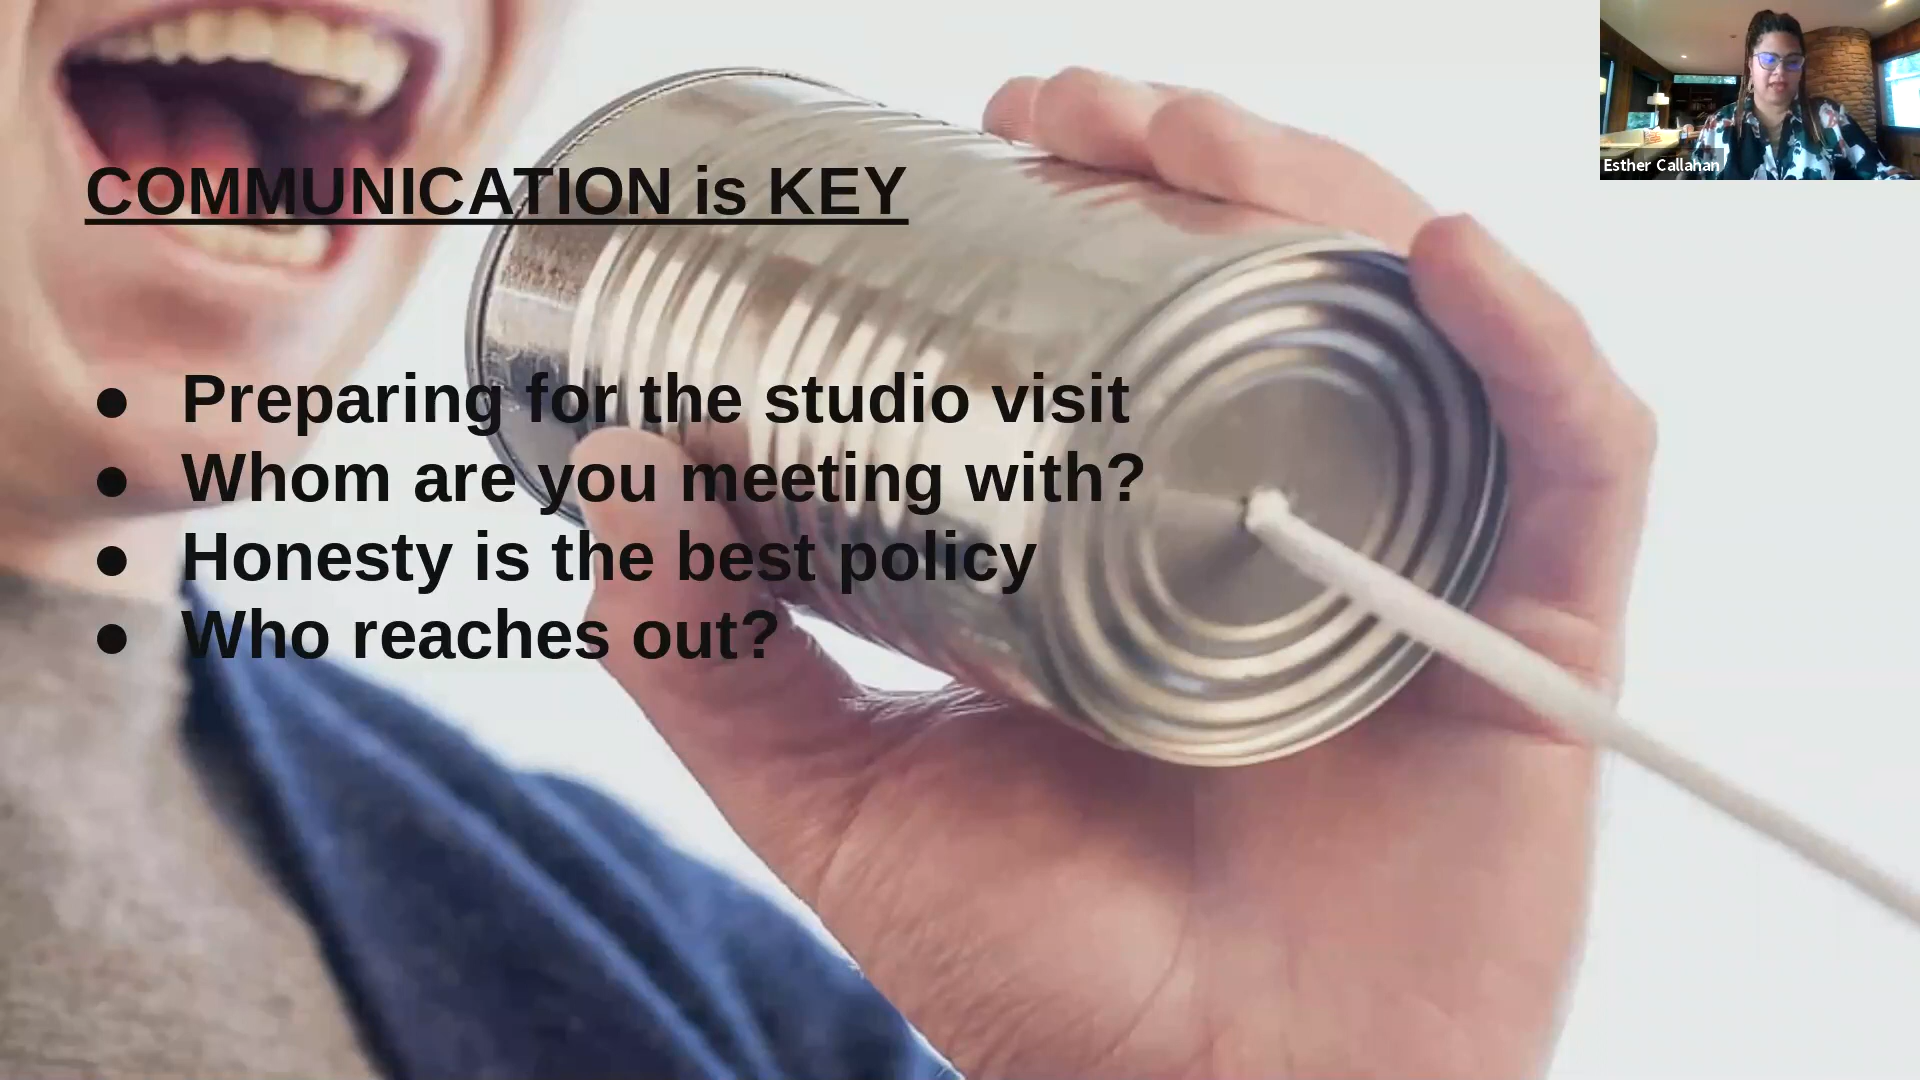 COMMUNICATION is KEY
● Preparing for the studio visit
● Whom are you meeting with?
● Honesty is the best policy
● Who reaches out?
Esther Callahan